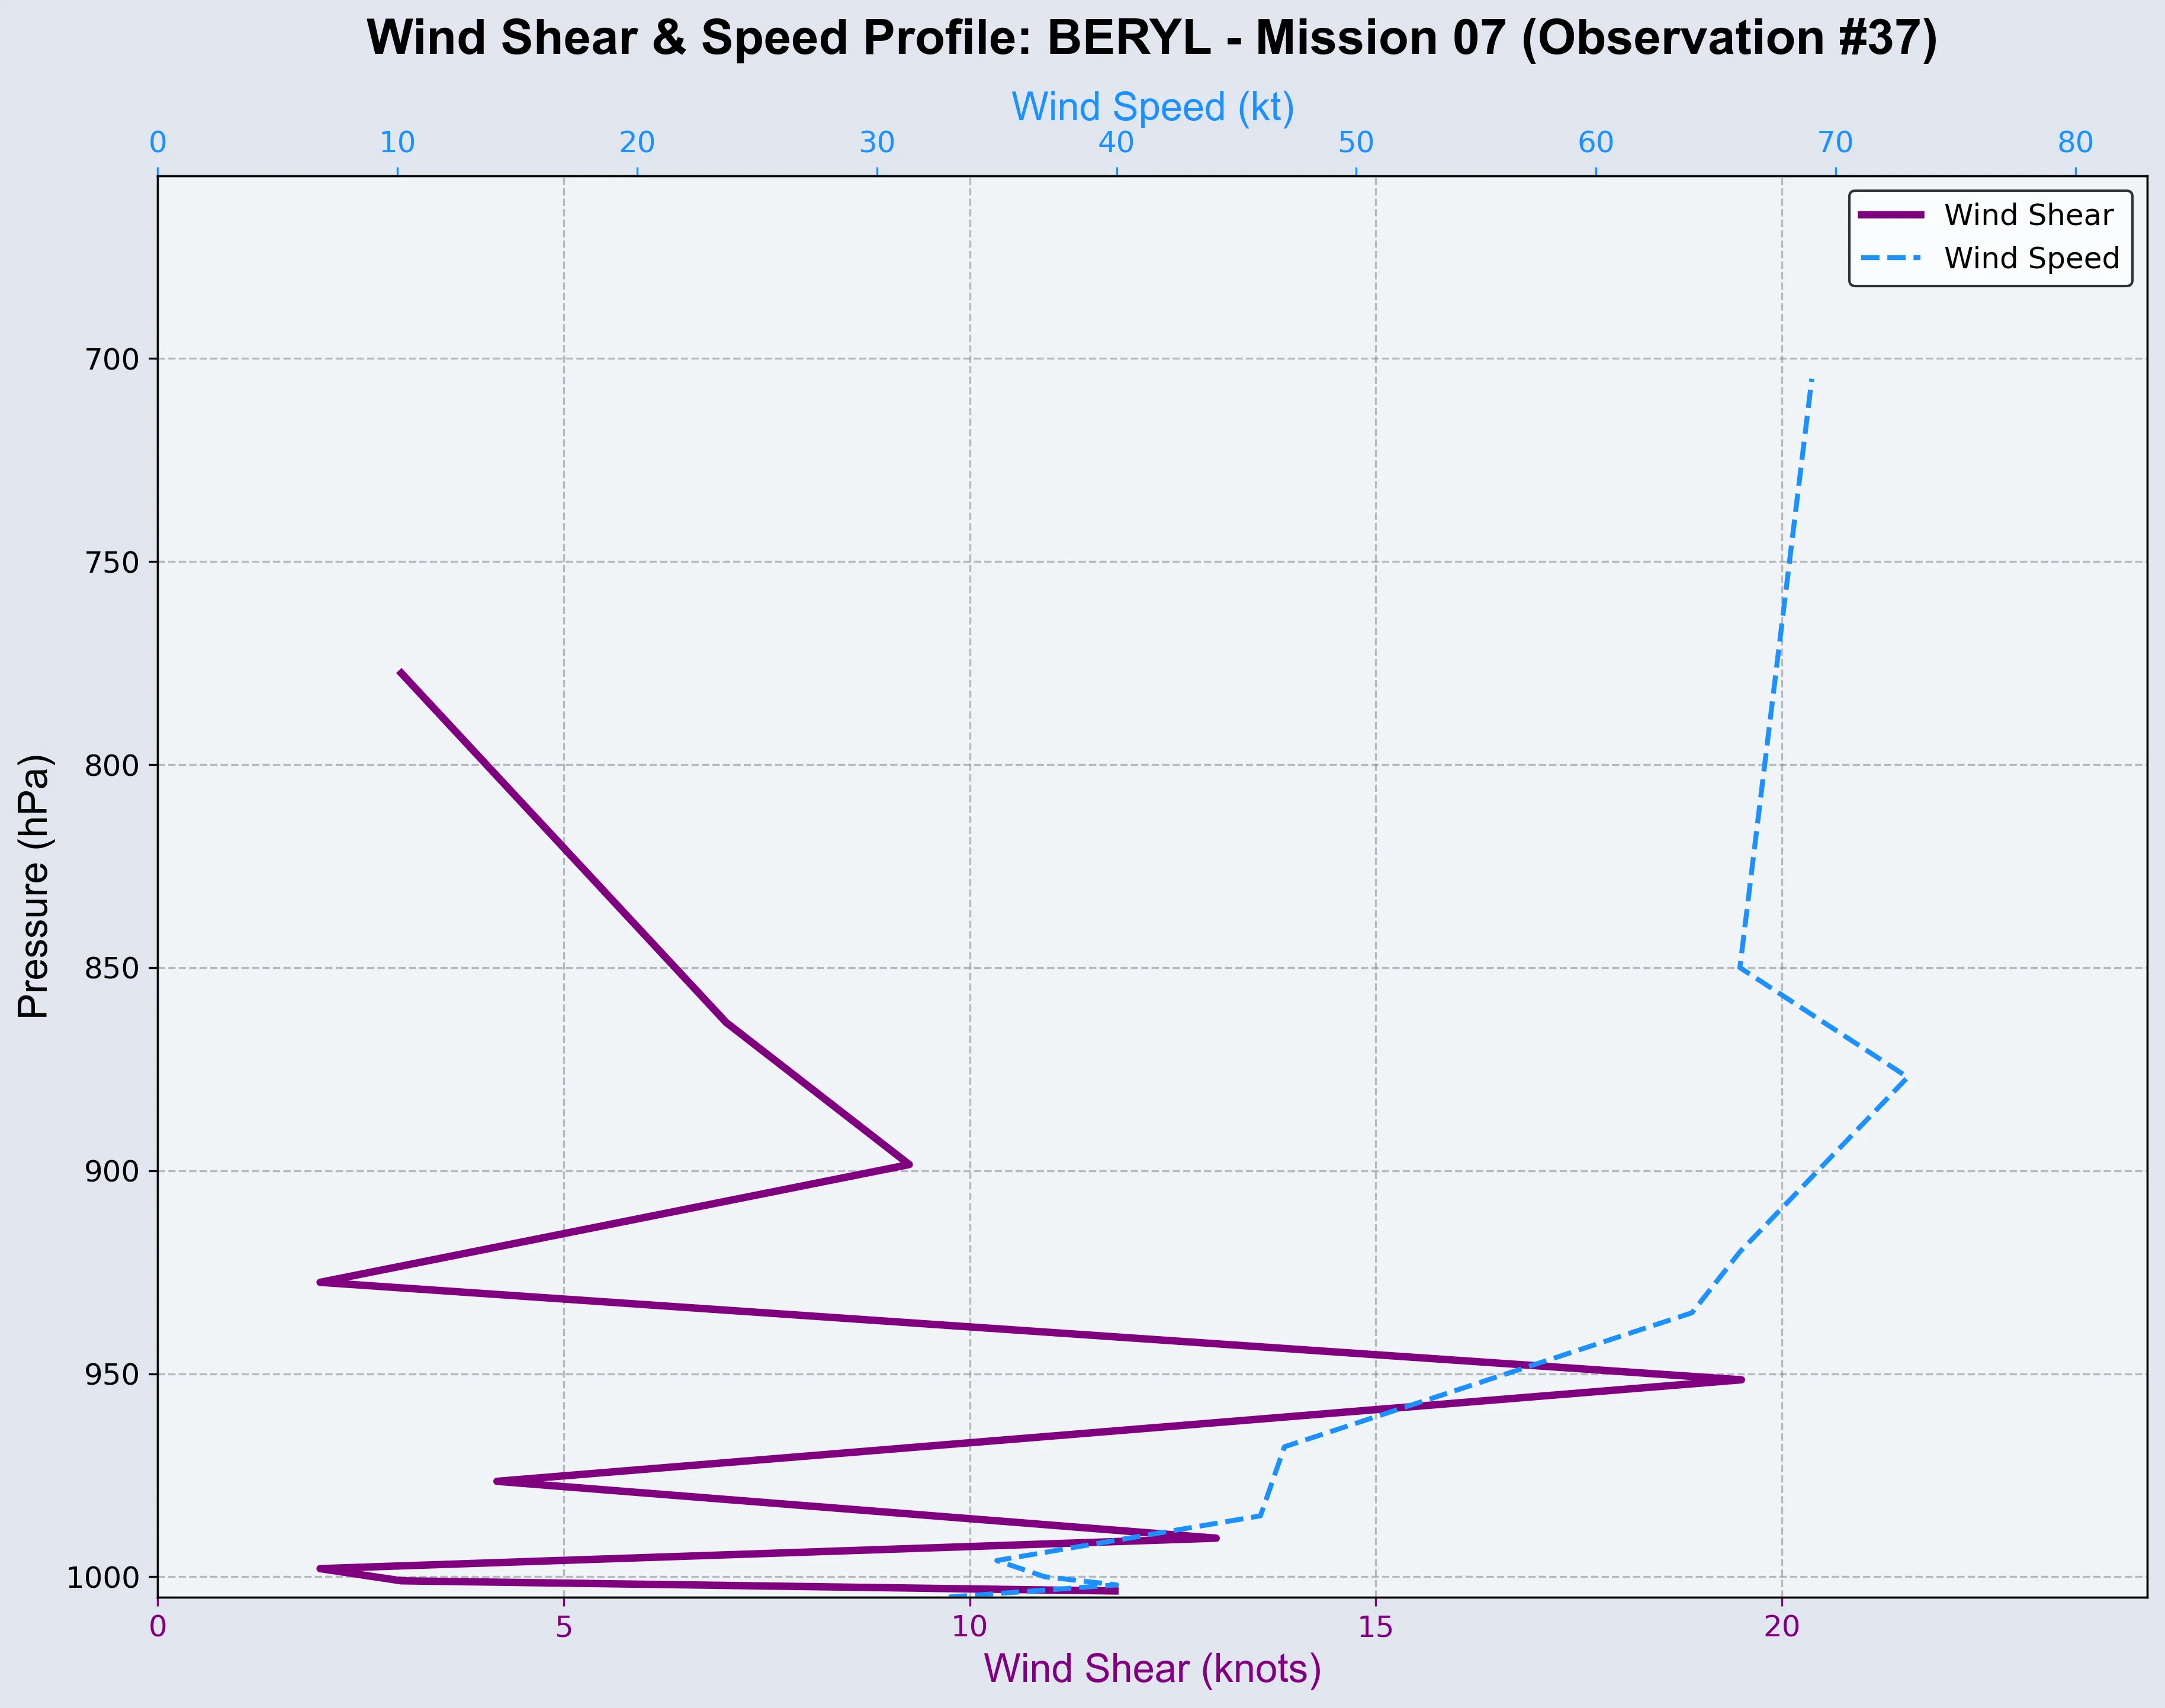 Wind Shear & Speed Profile: BERYL - Mission 07 (Observation #37)
Wind Speed (kt)
0 10 20 30 40 50 60 70 80
Wind Shear
Wind Speed
700
750
800
850
900
950
1000
Pressure (hPa)
0 5 10 15 20
Wind Shear (knots)